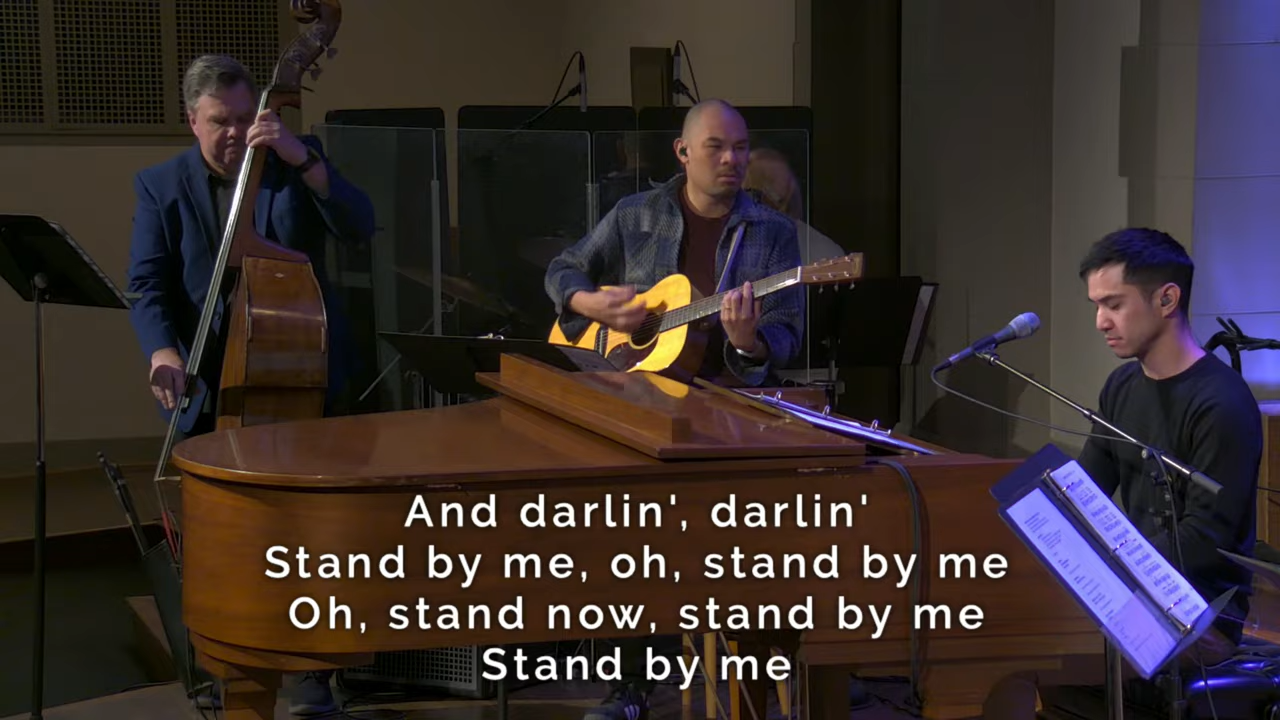 And darlin', darlin'
Stand by me, oh, stand by me
Oh, stand now, stand by me
Stand by me